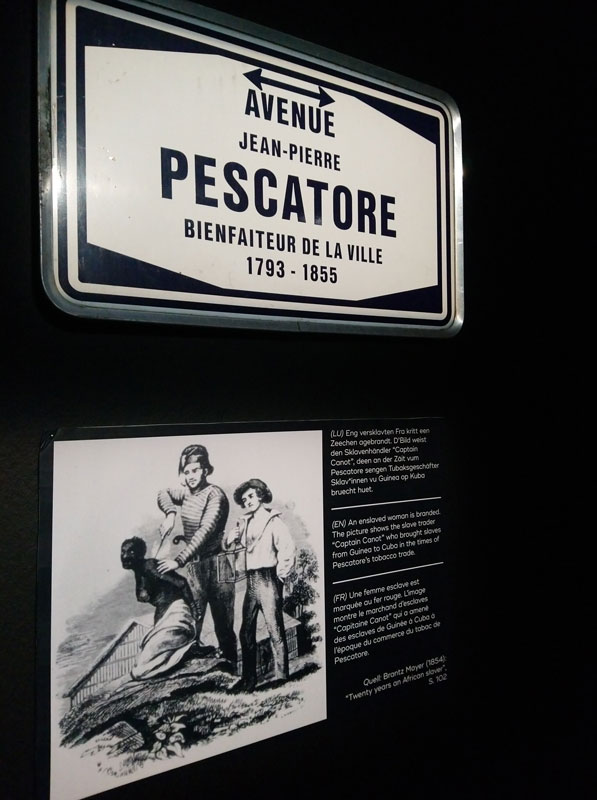 AVENUE
JEAN-PIERRE
PESCATORE
BIENFAITEUR DE LA VILLE
1793 - 1855
(LU) Eng versklavten Fra kritt een
Zeechen agebrandt. D'Bild weist
den Sklavenhändler "Captain
Canot", deen an der Zäit vum
Pescatore sengen Tubaksgeschäfter
Sklav*innen vu Guinea op Kuba
bruecht huet.
(EN) An enslaved woman is branded.
The picture shows the slave trader
"Captain Canot" who brought slaves
from Guinea to Cuba in the times of
Pescatore's tobacco trade.
(FR) Une femme esclave est
marquée au fer rouge. L'image
montre le marchand d'esclaves
"Capitaine Canot" qui a amené
des esclaves de Guinée à Cuba à
l'époque du commerce du tabac de
Pescatore.
Quell: Brantz Mayer (1854):
"Twenty years an African slaver",
S. 102